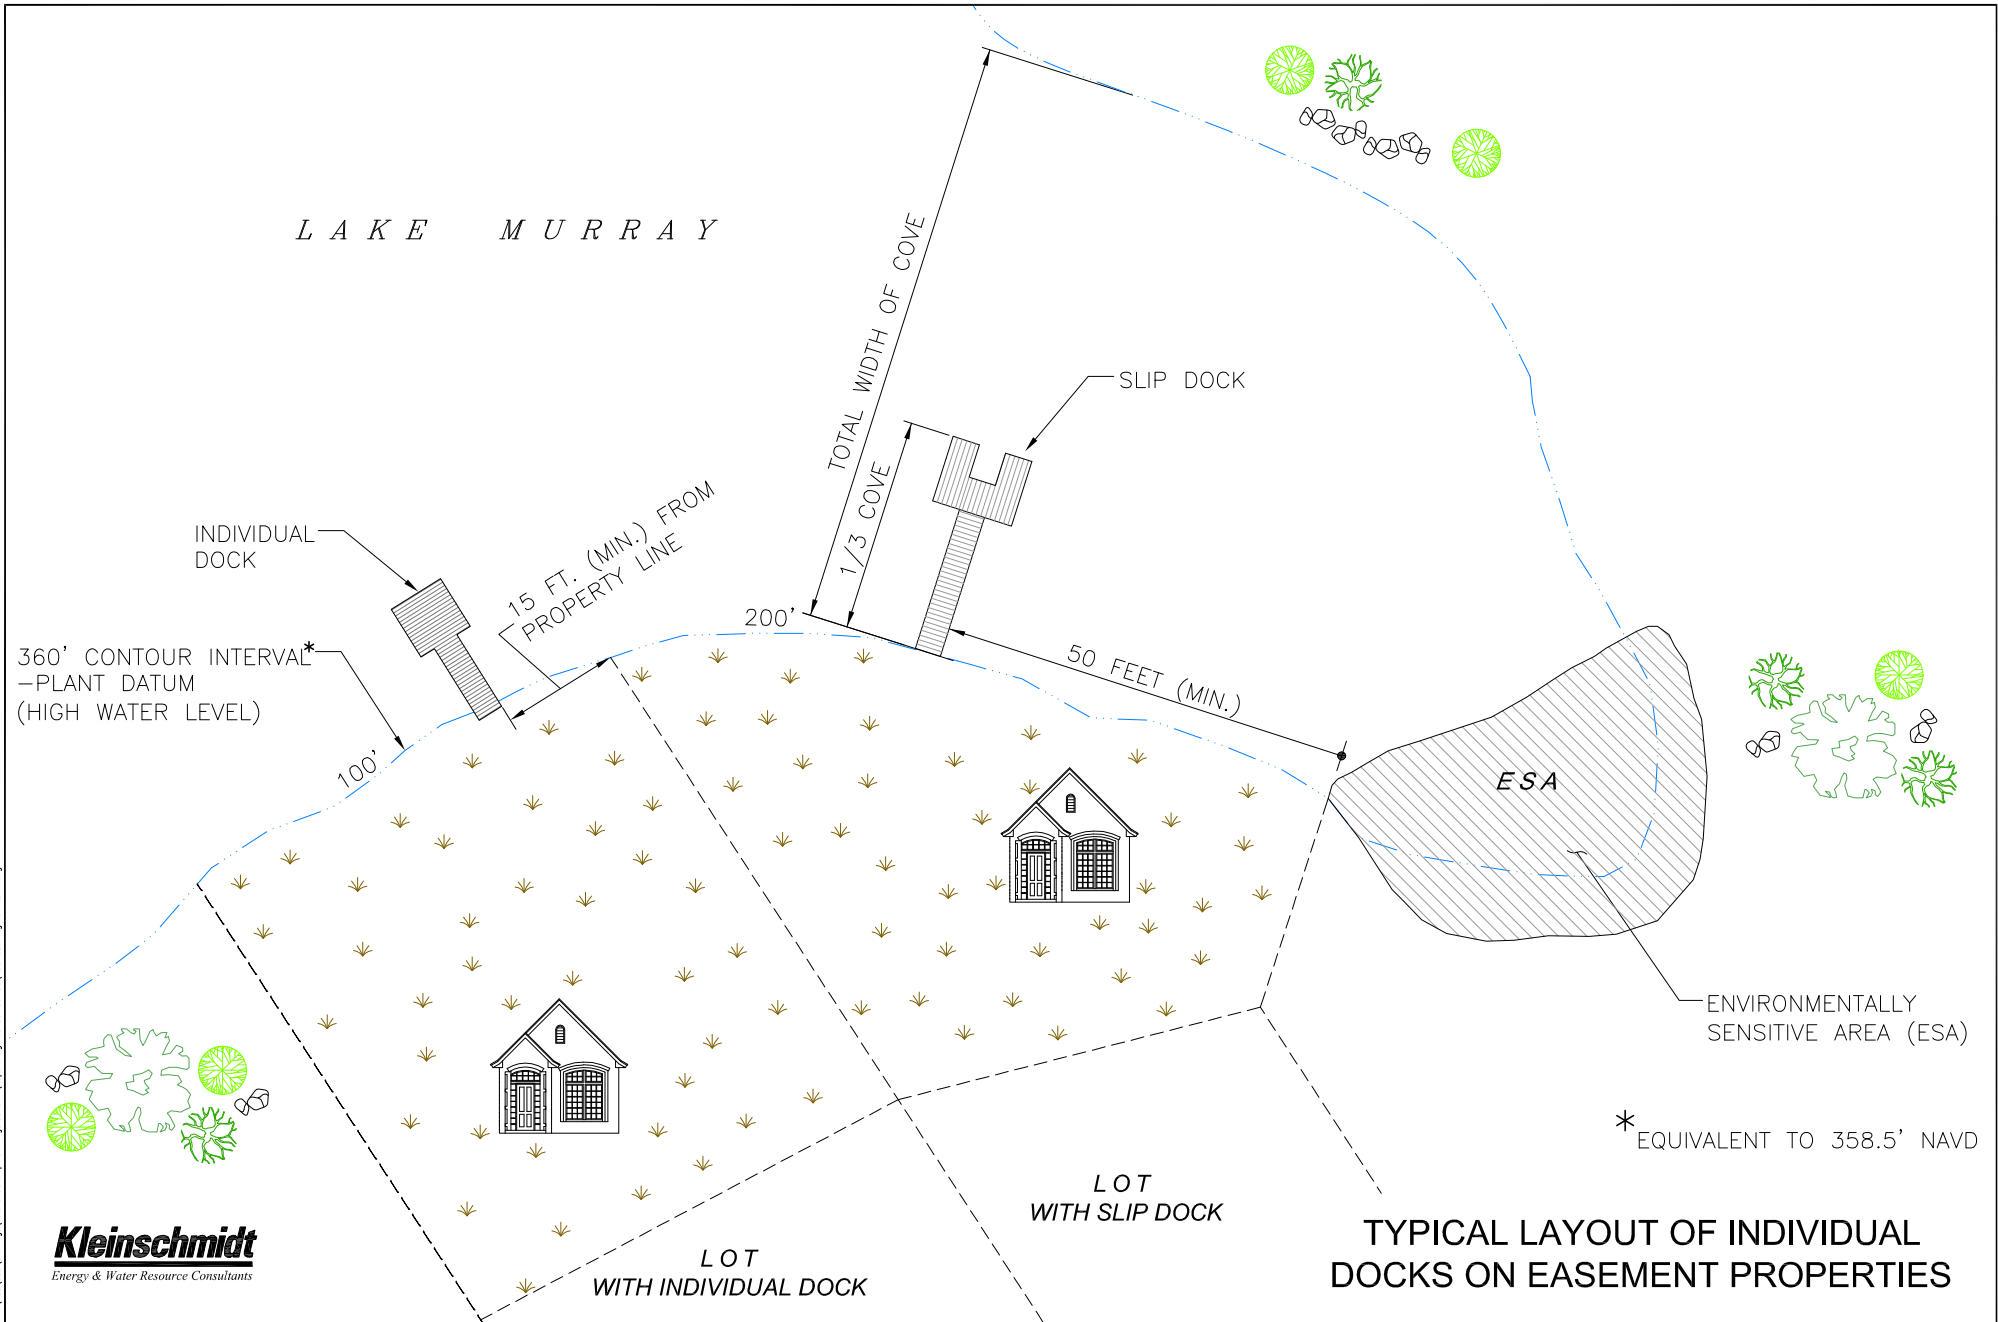 LAKE MURRAY
TOTAL WIDTH OF COVE
1/3 COVE
SLIP DOCK
INDIVIDUAL
DOCK
15 FT. (MIN.) FROM
PROPERTY LINE
200'
50 FEET (MIN.)
360' CONTOUR INTERVAL*
-PLANT DATUM
(HIGH WATER LEVEL)
100'
ESA
ENVIRONMENTALLY
SENSITIVE AREA (ESA)
*EQUIVALENT TO 358.5' NAVD
LOT
WITH SLIP DOCK
LOT
WITH INDIVIDUAL DOCK
Kleinschmidt
Energy & Water Resource Consultants
TYPICAL LAYOUT OF INDIVIDUAL
DOCKS ON EASEMENT PROPERTIES